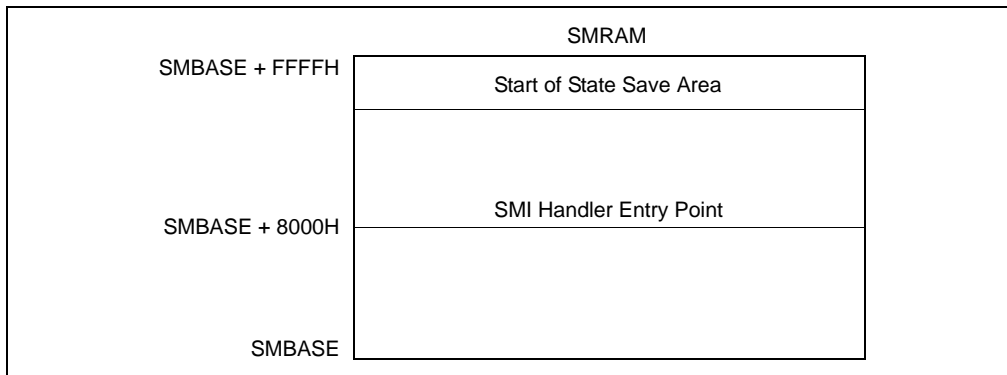 SMRAM
SMBASE + FFFFH
Start of State Save Area
SMI Handler Entry Point
SMBASE + 8000H
SMBASE